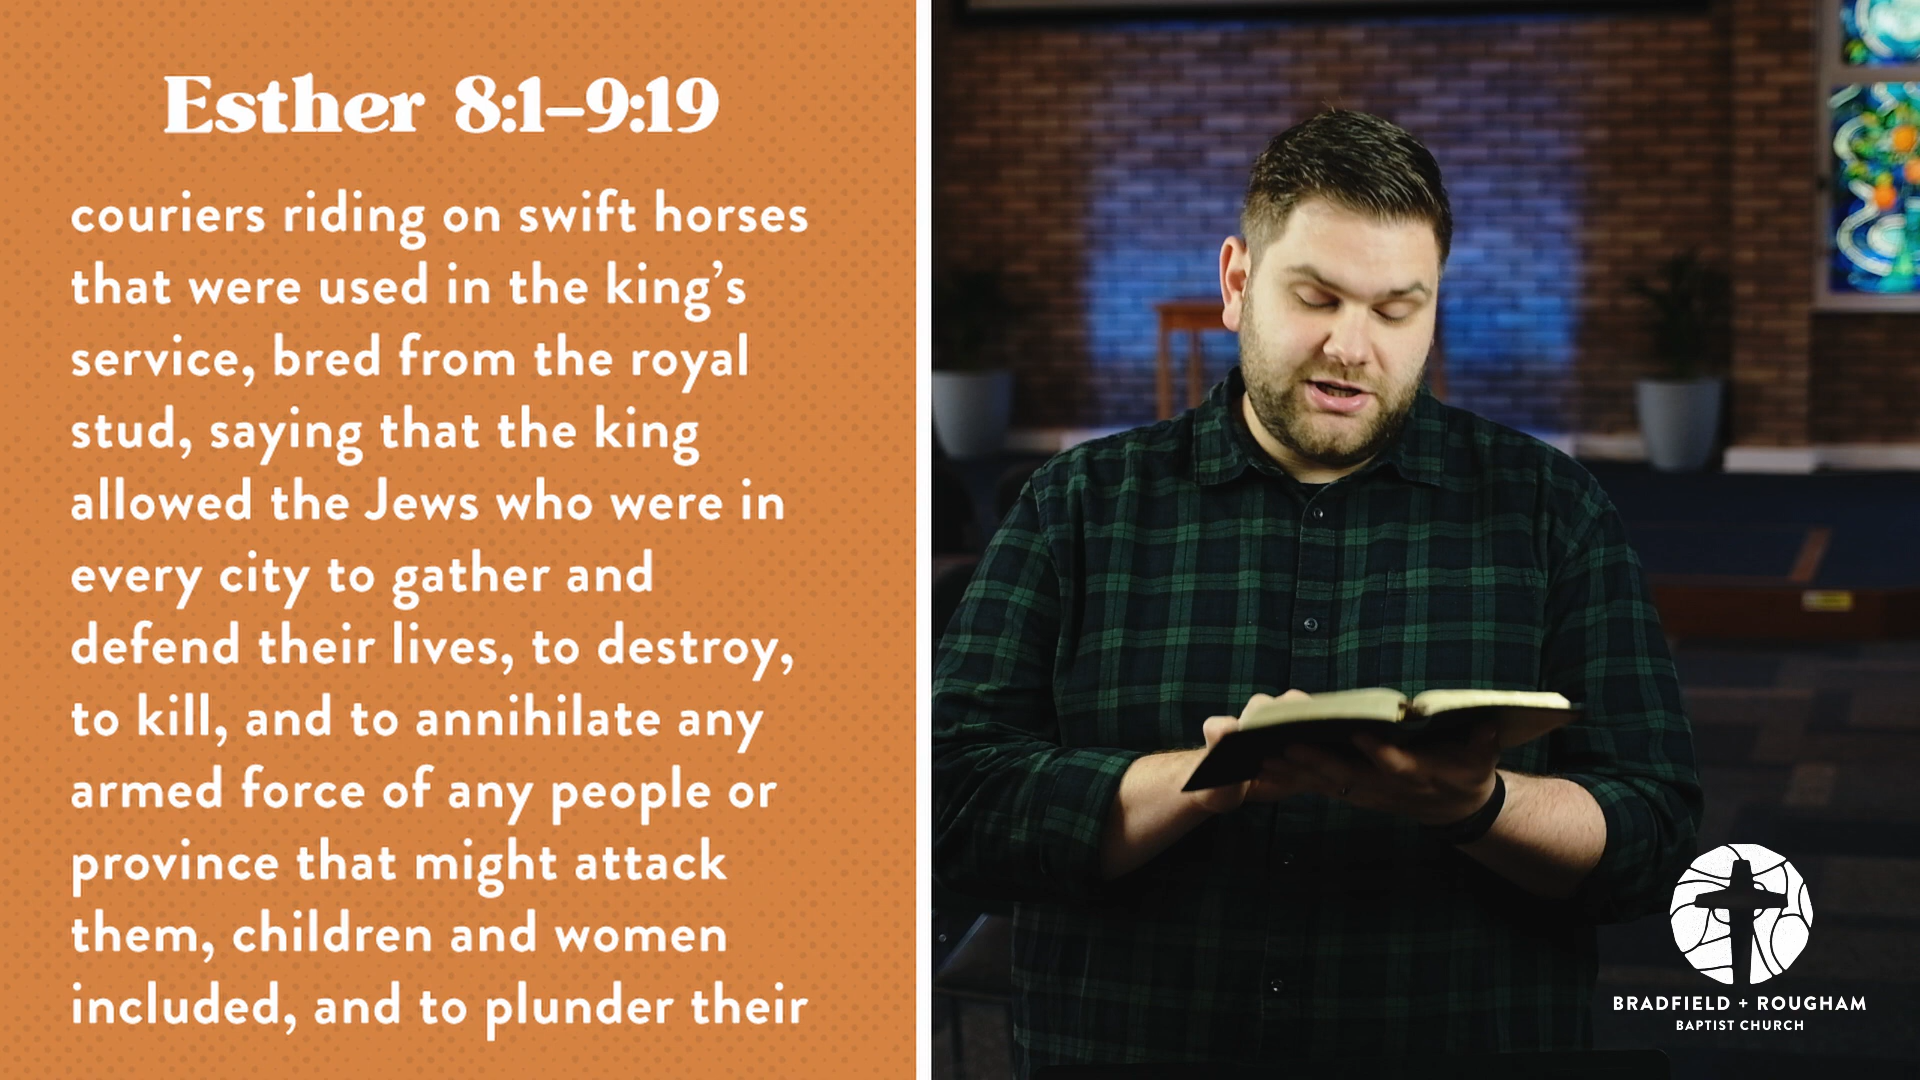 Esther 8:1–9:19
couriers riding on swift horses
that were used in the king’s
service, bred from the royal
stud, saying that the king
allowed the Jews who were in
every city to gather and
defend their lives, to destroy,
to kill, and to annihilate any
armed force of any people or
province that might attack
them, children and women
included, and to plunder their
BRADFIELD + ROUGHAM
BAPTIST CHURCH